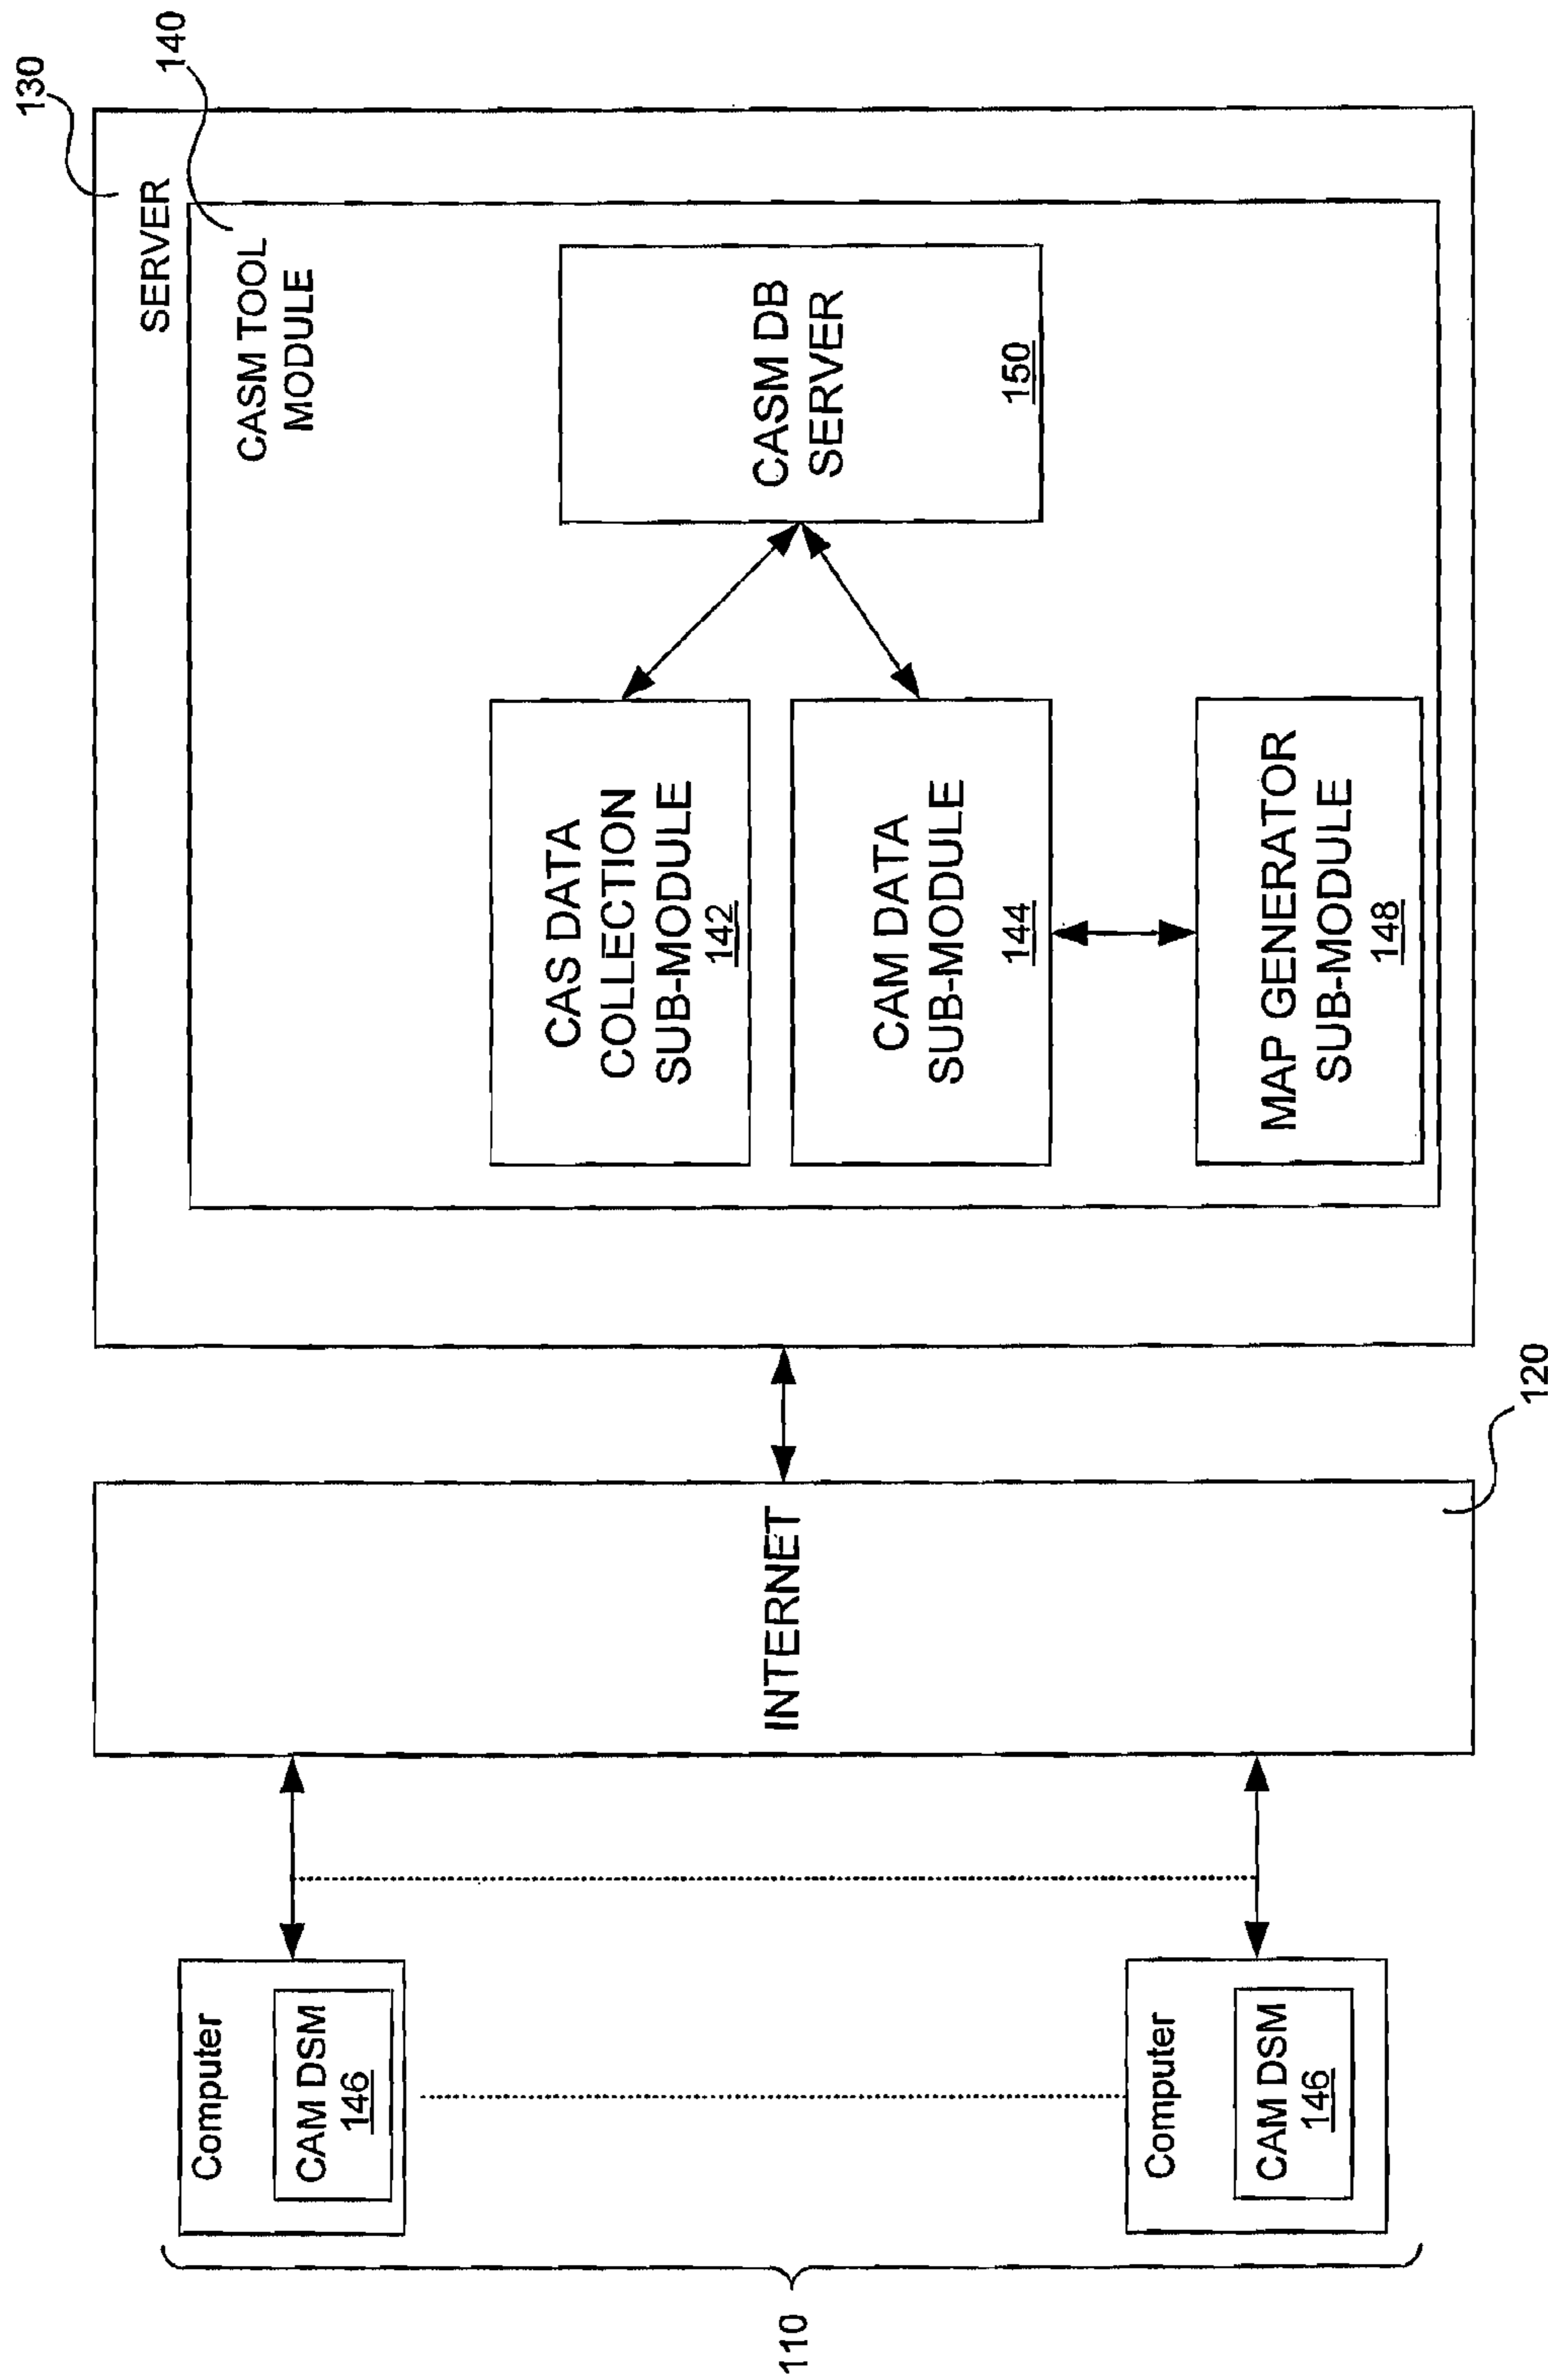 130
140
SERVER
CASM TOOL
MODULE
CASM DB
SERVER
150
CAS DATA
COLLECTION
SUB-MODULE
142
CAM DATA
SUB-MODULE
144
MAP GENERATOR
SUB-MODULE
148
INTERNET
120
Computer
CAM DSM
146
Computer
CAM DSM
146
110